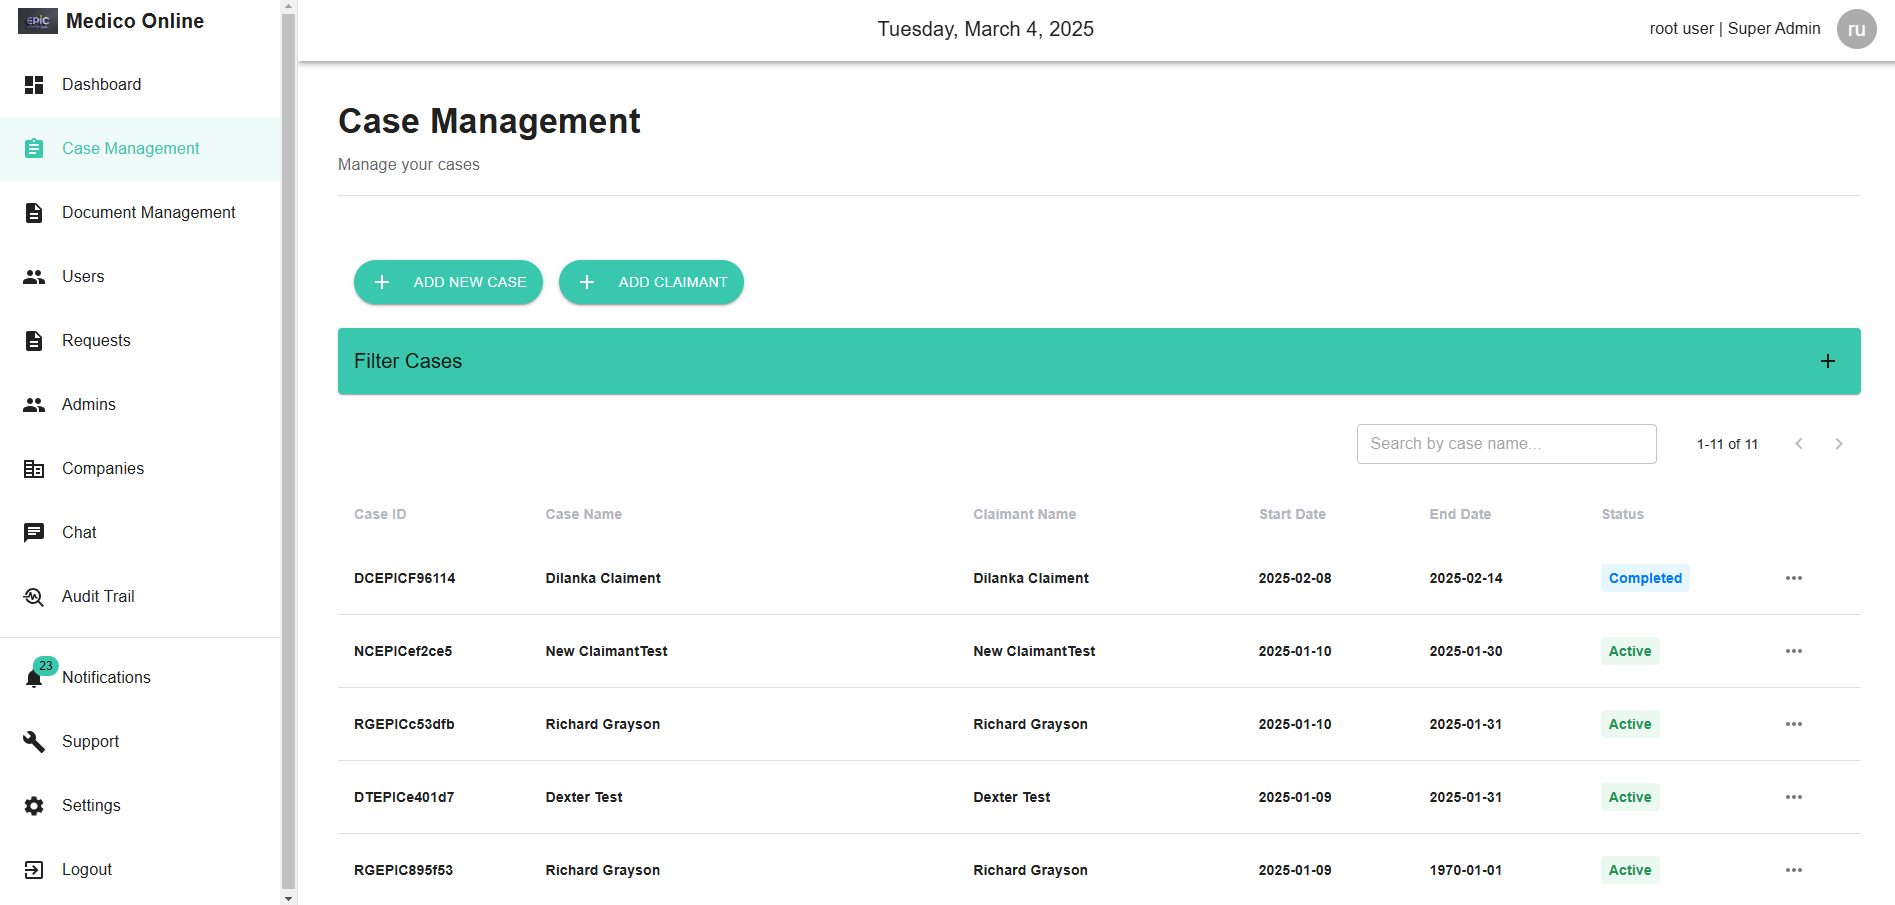 EPIC
Medico Online
Tuesday, March 4, 2025
root user | Super Admin
ru
Dashboard
Case Management
Document Management
Users
Requests
Admins
Companies
Chat
Audit Trail
23
Notifications
Support
Settings
Logout
Case Management
Manage your cases
ADD NEW CASE
ADD CLAIMANT
Filter Cases
Search by case name...
1-11 of 11
Case ID Case Name Claimant Name Start Date End Date Status
DCEPICF96114 Dilanka Claiment Dilanka Claiment 2025-02-08 2025-02-14 Completed
NCEPICef2ce5 New ClaimantTest New ClaimantTest 2025-01-10 2025-01-30 Active
RGEPICc53dfb Richard Grayson Richard Grayson 2025-01-10 2025-01-31 Active
DTEPICe401d7 Dexter Test Dexter Test 2025-01-09 2025-01-31 Active
RGEPIC895f53 Richard Grayson Richard Grayson 2025-01-09 1970-01-01 Active